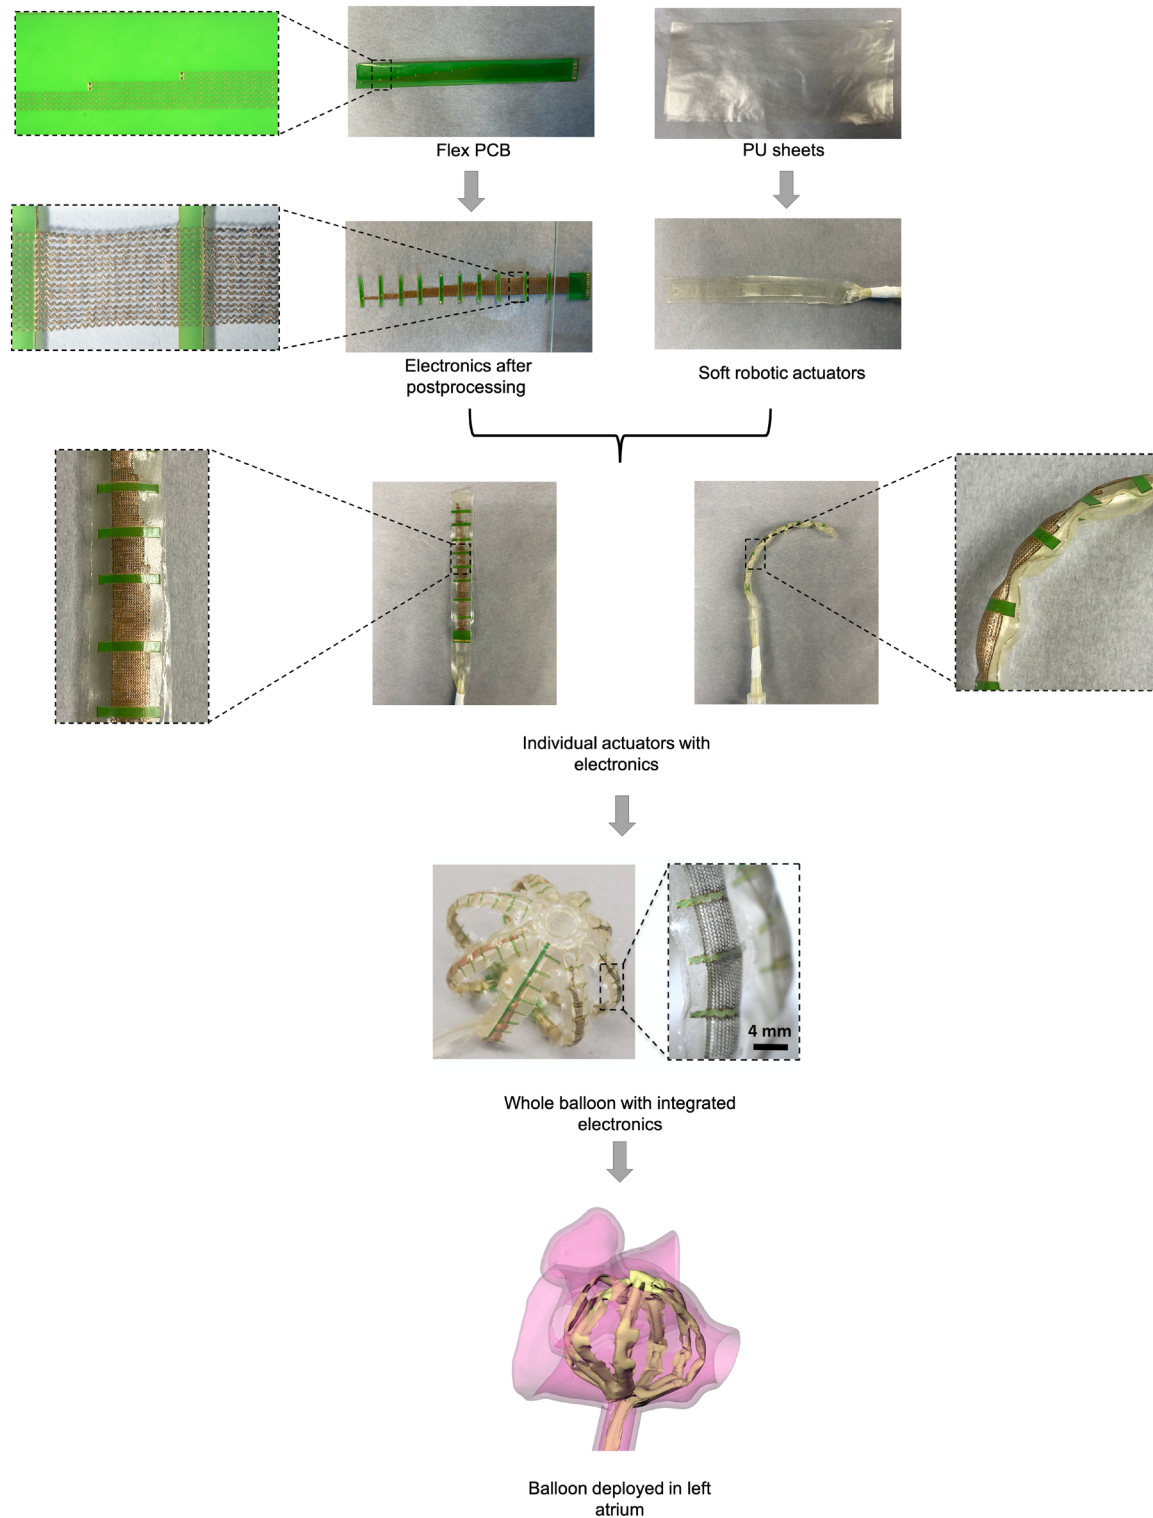 Flex PCB
PU sheets
Electronics after
postprocessing
Soft robotic actuators
Individual actuators with
electronics
4 mm
Whole balloon with integrated
electronics
Balloon deployed in left
atrium